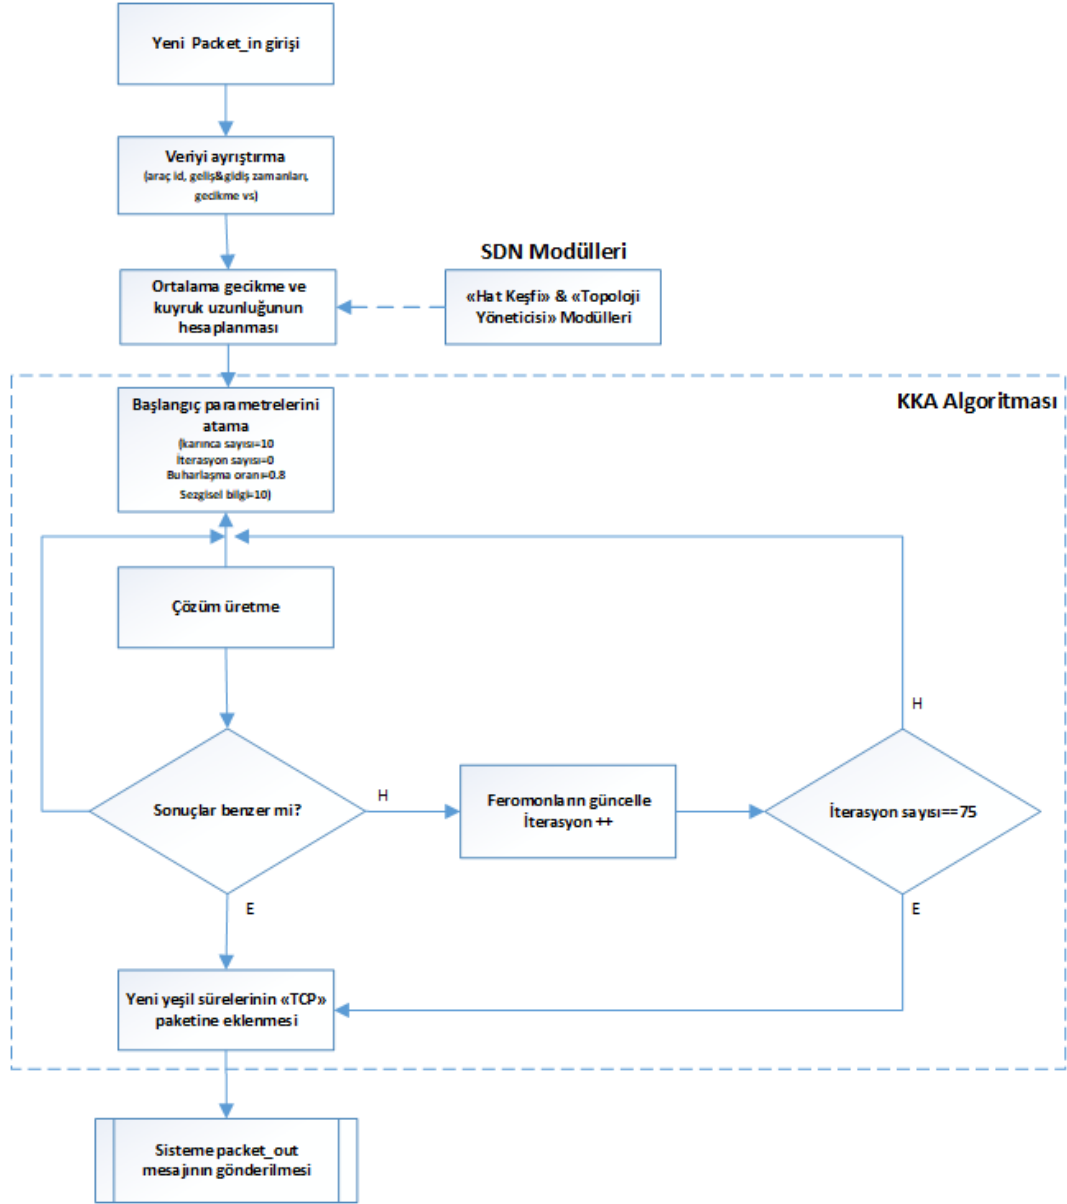 Yeni Packet_in girişi
Veriyi ayrıştırma
(araç id, geliş&gidiş zamanları,
gecikme vs)
SDN Modülleri
Ortalama gecikme ve
kuyruk uzunluğunun
hesaplanması
«Hat Keşfi» & «Topoloji
Yöneticisi» Modülleri
KKA Algoritması
Başlangıç parametrelerini
atama
(karınca sayısı=10
İterasyon sayısı=0
Buharlaşma oranı=0.8
Sezgisel bilgi=10)
Çözüm üretme
H
Sonuçlar benzer mi?
H
Feromonların güncelle
İterasyon ++
İterasyon sayısı==75
E
E
Yeni yeşil sürelerinin «TCP»
paketine eklenmesi
Sisteme packet_out
mesajının gönderilmesi